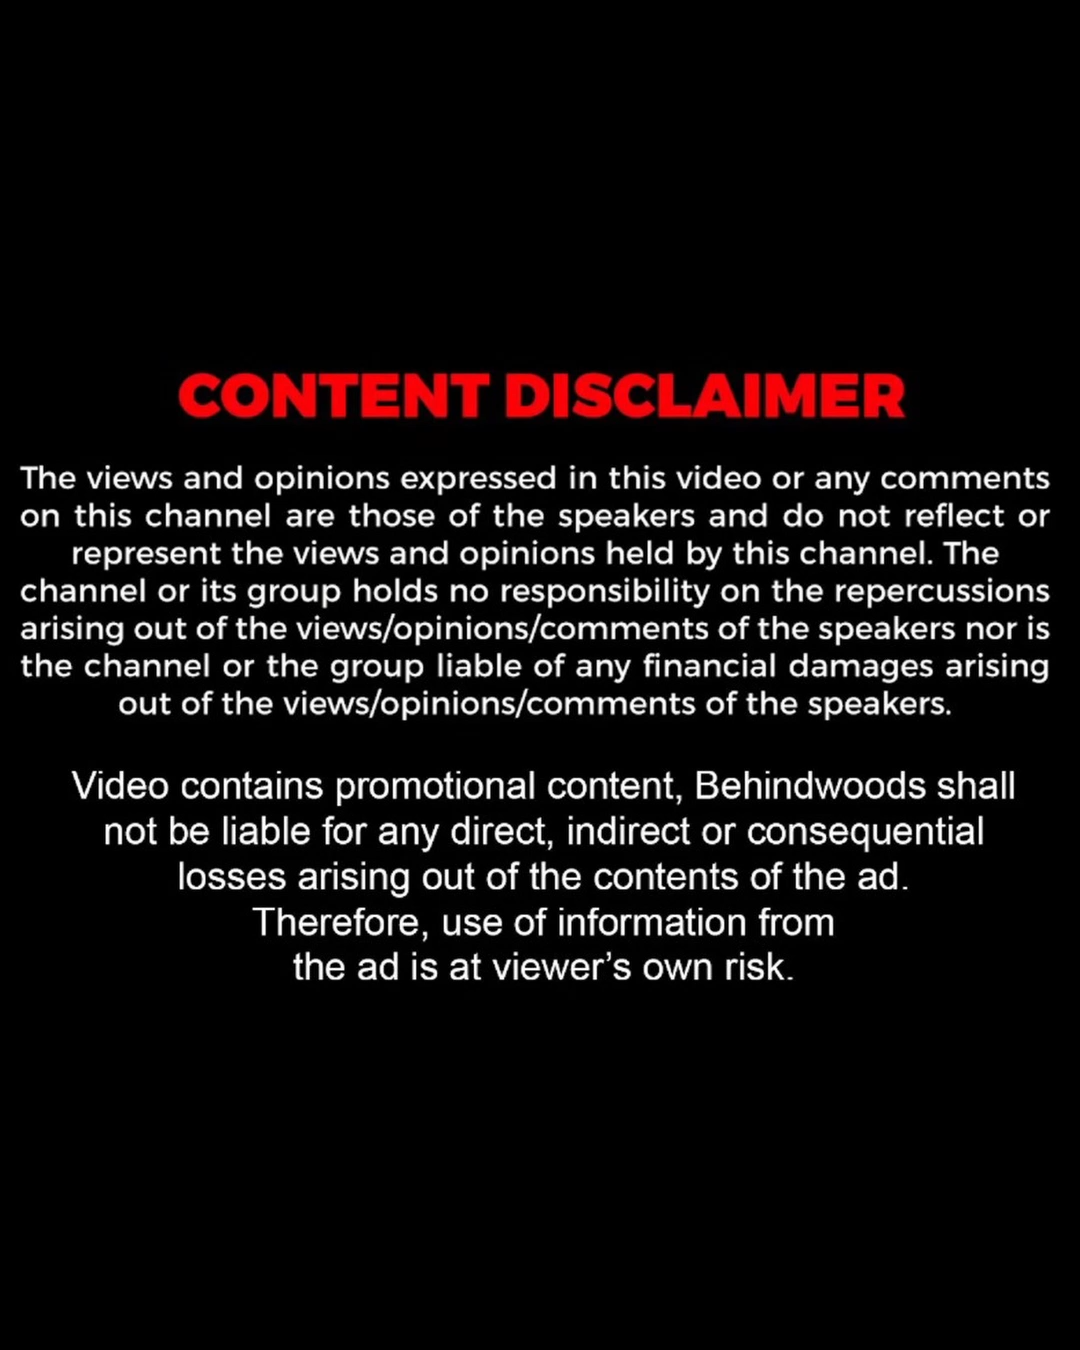 CONTENT DISCLAIMER
The views and opinions expressed in this video or any comments
on this channel are those of the speakers and do not reflect or
represent the views and opinions held by this channel. The
channel or its group holds no responsibility on the repercussions
arising out of the views/opinions/comments of the speakers nor is
the channel or the group liable of any financial damages arising
out of the views/opinions/comments of the speakers.
Video contains promotional content, Behindwoods shall
not be liable for any direct, indirect or consequential
losses arising out of the contents of the ad.
Therefore, use of information from
the ad is at viewer’s own risk.